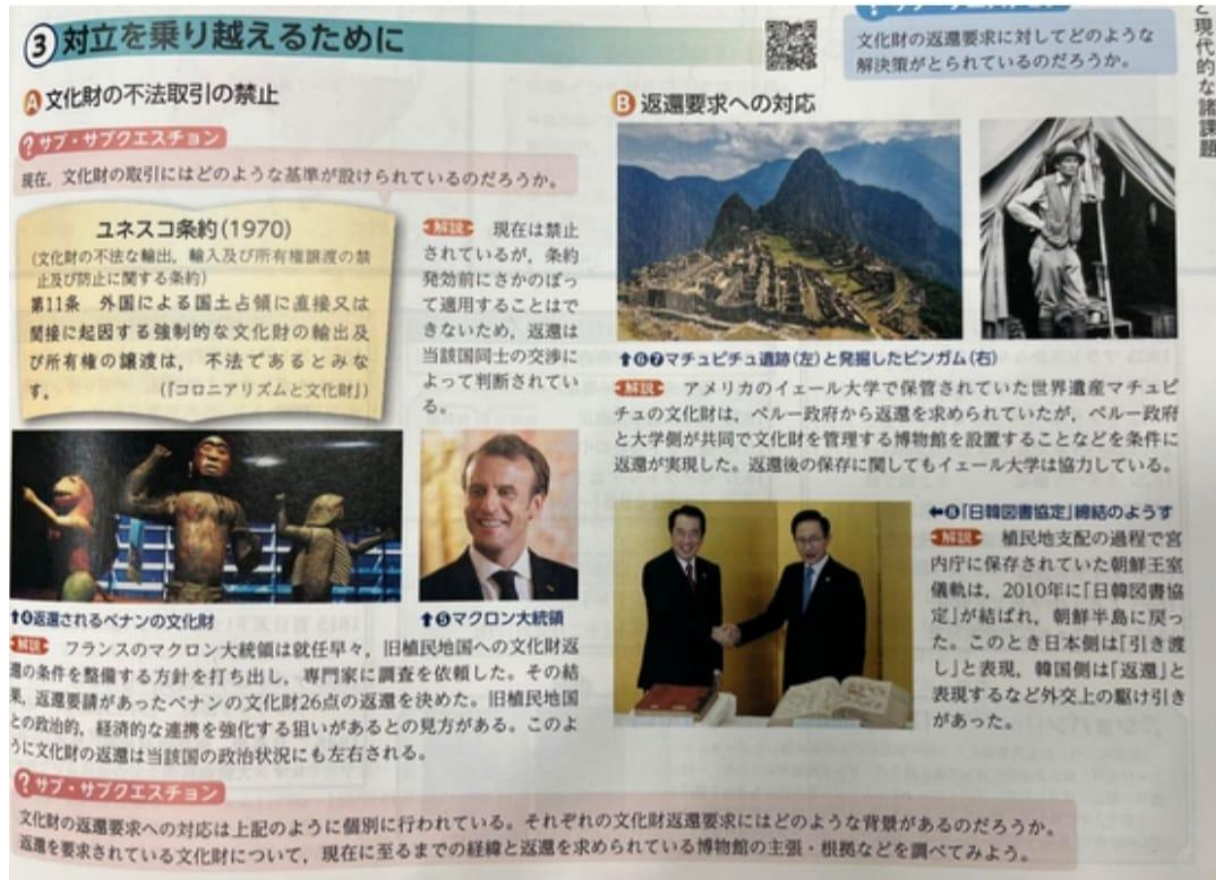 ③対立を乗り越えるために
文化財の返還要求に対してどのような
解決策がとられているのだろうか。
と現代的な諸課題
A 文化財の不法取引の禁止
? サブ・サブクエスチョン
現在,文化財の取引にはどのような基準が設けられているのだろうか。
ユネスコ条約(1970)
(文化財の不法な輸出,輸入及び所有権譲渡の禁
止及び防止に関する条約)
第11条 外国による国土占領に直接又は
間接に起因する強制的な文化財の輸出及
び所有権の譲渡は,不法であるとみな
す。 (『コロニアリズムと文化財』)
解説 現在は禁止
されているが,条約
発効前にさかのぼっ
て適用することはで
きないため,返還は
当該国同士の交渉に
よって判断されてい
る。
↑④返還されるベナンの文化財
↑⑤マクロン大統領
解説 フランスのマクロン大統領は就任早々,旧植民地国への文化財返
還の条件を整備する方針を打ち出し,専門家に調査を依頼した。その結
果,返還要請があったベナンの文化財26点の返還を決めた。旧植民地国
との政治的,経済的な連携を強化する狙いがあるとの見方がある。このよ
うに文化財の返還は当該国の政治状況にも左右される。
B 返還要求への対応
↑⑥⑦マチュピチュ遺跡(左)と発掘したビンガム(右)
解説 アメリカのイェール大学で保管されていた世界遺産マチュピ
チュの文化財は,ペルー政府から返還を求められていたが,ペルー政府
と大学側が共同で文化財を管理する博物館を設置することなどを条件に
返還が実現した。返還後の保存に関してもイェール大学は協力している。
←⑧「日韓図書協定」締結のようす
解説 植民地支配の過程で宮
内庁に保存されていた朝鮮王室
儀軌は,2010年に「日韓図書協
定」が結ばれ,朝鮮半島に戻っ
た。このとき日本側は「引き渡
し」と表現,韓国側は「返還」と
表現するなど外交上の駆け引き
があった。
? サブ・サブクエスチョン
文化財の返還要求への対応は上記のように個別に行われている。それぞれの文化財返還要求にはどのような背景があるのだろうか。
返還を要求されている文化財について,現在に至るまでの経緯と返還を求められている博物館の主張・根拠などを調べてみよう。